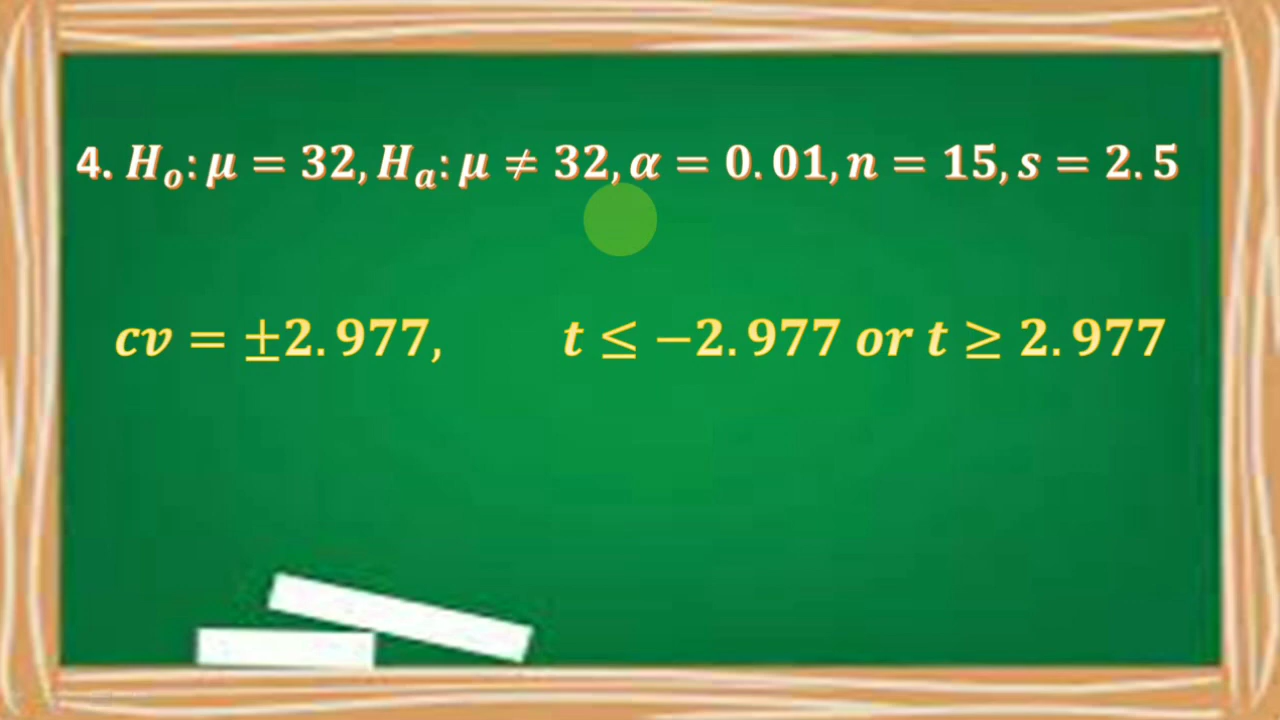 4. Hₒ: μ = 32, Hₐ: μ ≠ 32, α = 0.01, n = 15, s = 2.5
cv = ±2.977, t ≤ −2.977 or t ≥ 2.977